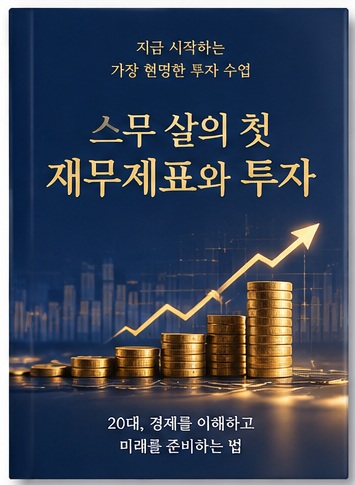 지금 시작하는
가장 현명한 투자 수업
스무 살의 첫
재무제표와 투자
20대, 경제를 이해하고
미래를 준비하는 법